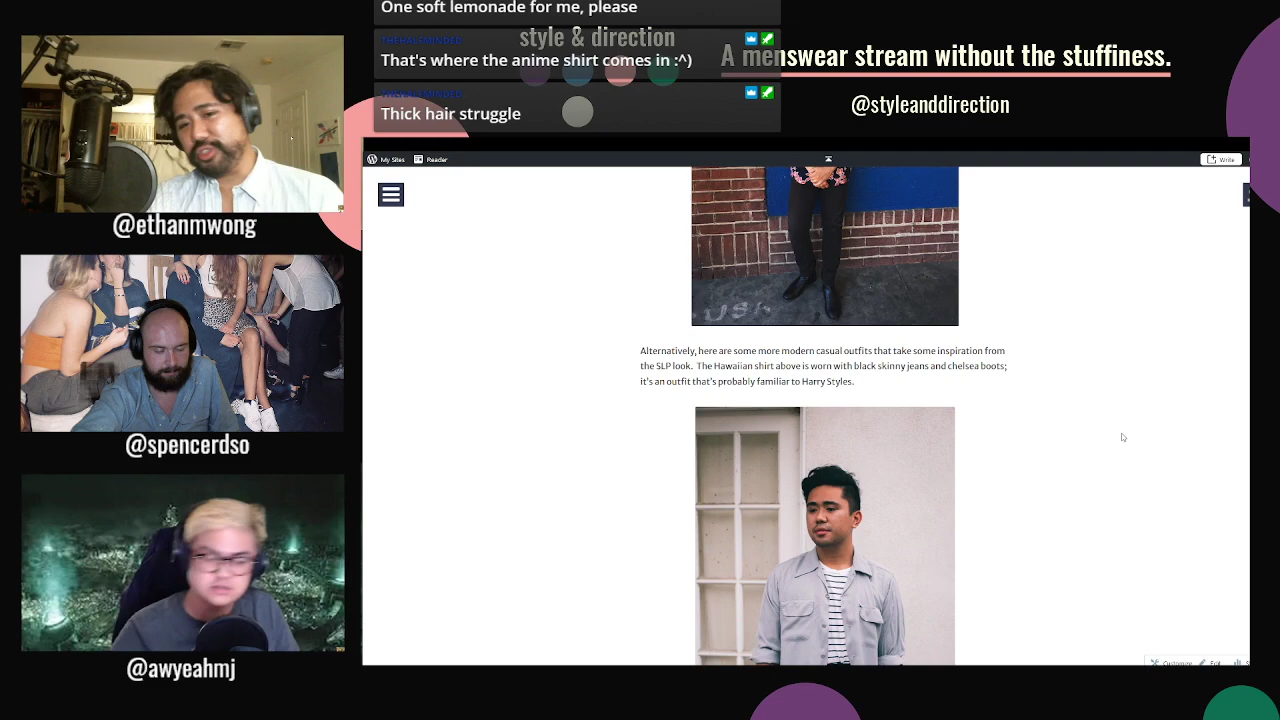 One soft lemonade for me, please
style & direction
That's where the anime shirt comes in :^)
Thick hair struggle
A menswear stream without the stuffiness.
@styleanddirection
@ethanmwong
@spencerdso
@awyeahmj
My Sites
Reader
Write
USA
Alternatively, here are some more modern casual outfits that take some inspiration from
the SLP look. The Hawaiian shirt above is worn with black skinny jeans and chelsea boots;
it's an outfit that's probably familiar to Harry Styles.
Customize
Edit